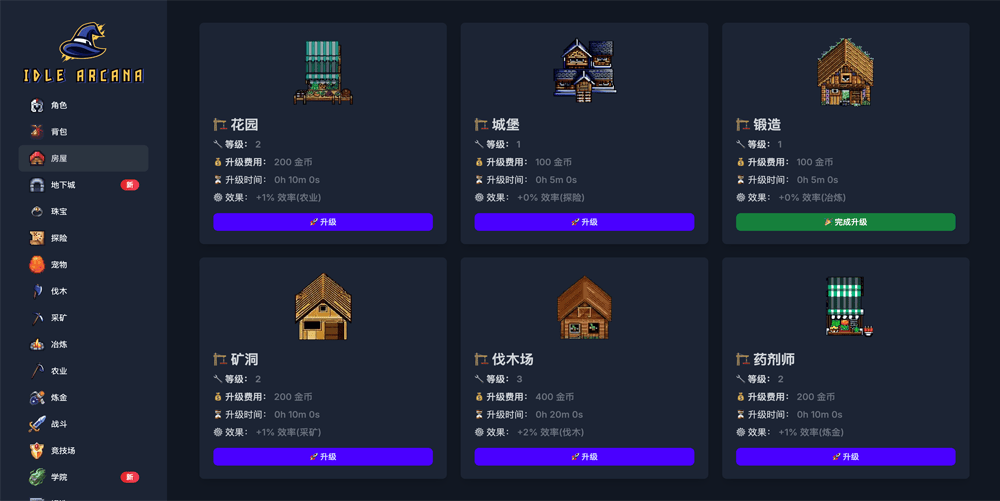 IDLE ARCANA
角色
背包
房屋
地下城 新
珠宝
探险
宠物
伐木
采矿
冶炼
农业
炼金
战斗
竞技场
学院 新
花园
等级: 2
升级费用: 200 金币
升级时间: 0h 10m 0s
效果: +1% 效率(农业)
升级
城堡
等级: 1
升级费用: 100 金币
升级时间: 0h 5m 0s
效果: +0% 效率(探险)
升级
锻造
等级: 1
升级费用: 100 金币
升级时间: 0h 5m 0s
效果: +0% 效率(冶炼)
完成升级
矿洞
等级: 2
升级费用: 200 金币
升级时间: 0h 10m 0s
效果: +1% 效率(采矿)
升级
伐木场
等级: 3
升级费用: 400 金币
升级时间: 0h 20m 0s
效果: +2% 效率(伐木)
升级
药剂师
等级: 2
升级费用: 200 金币
升级时间: 0h 10m 0s
效果: +1% 效率(炼金)
升级